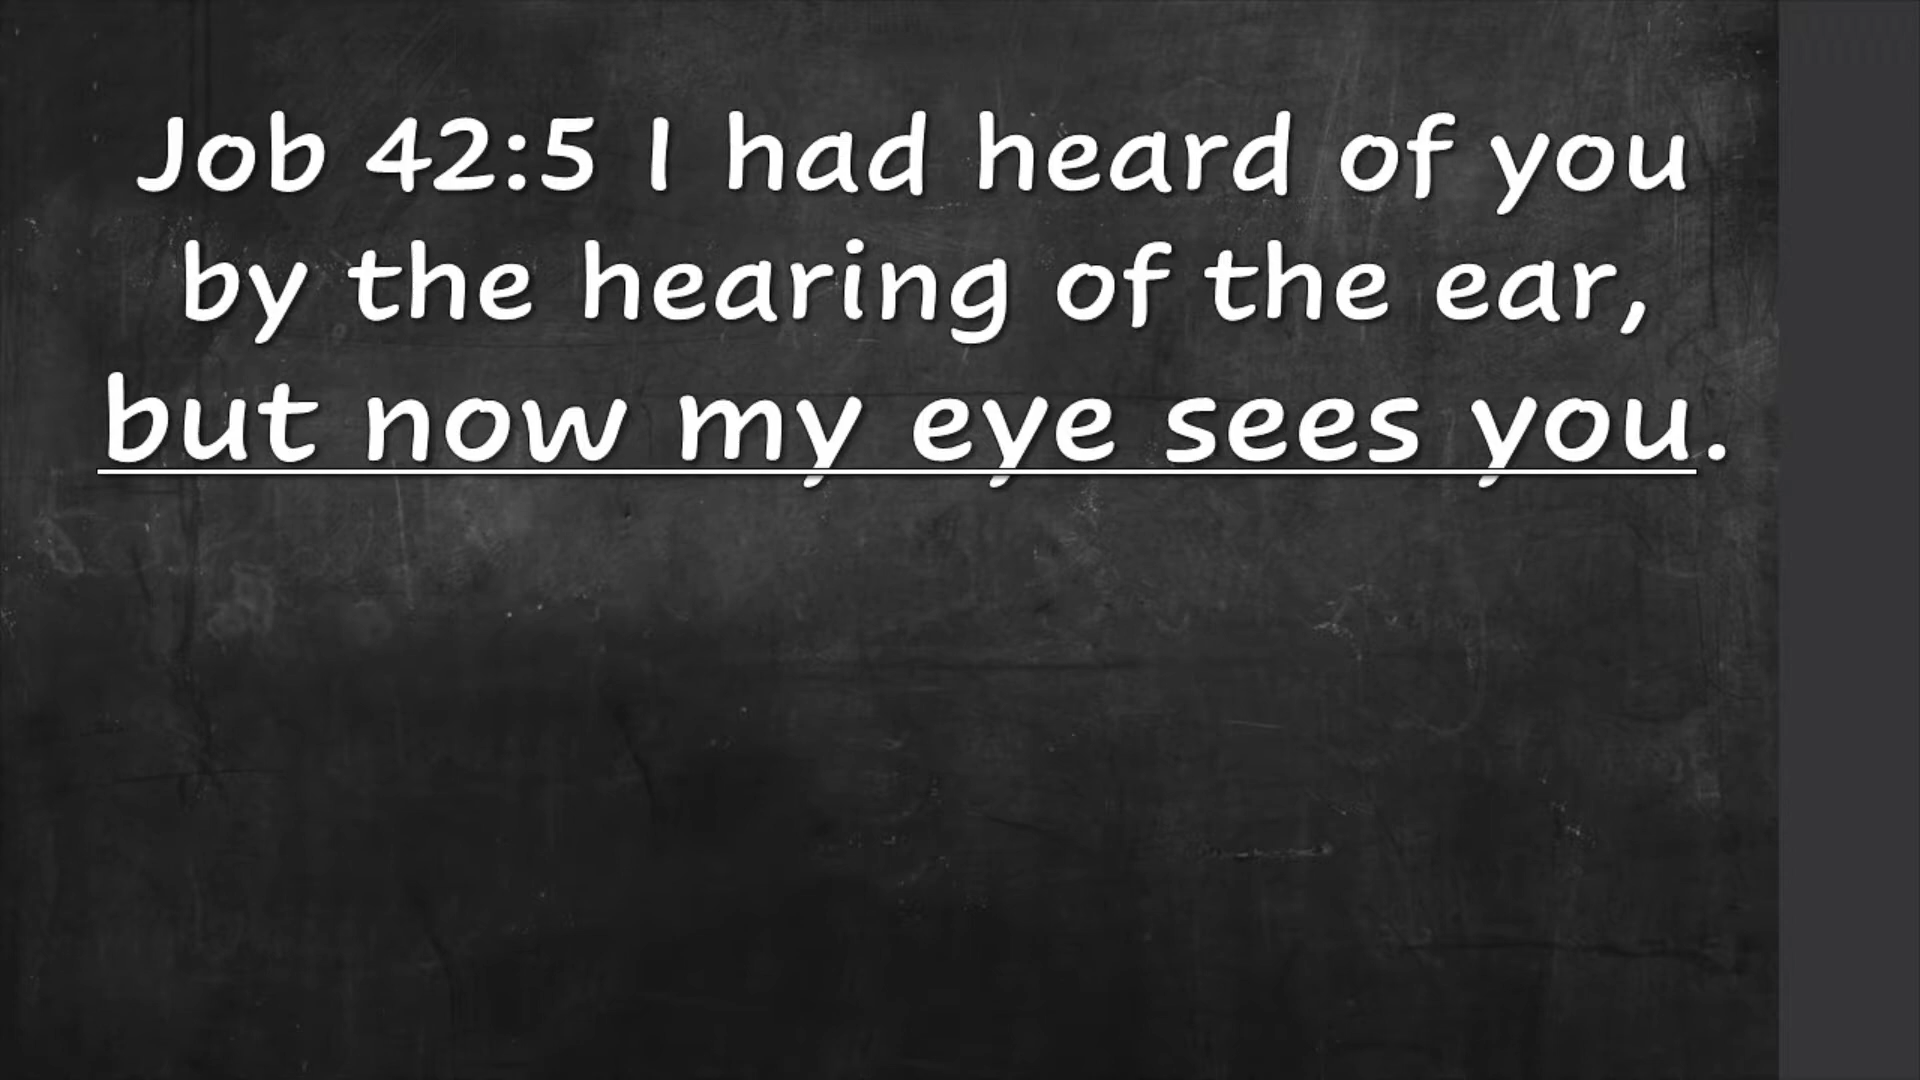 Job 42:5 I had heard of you
by the hearing of the ear,
but now my eye sees you.